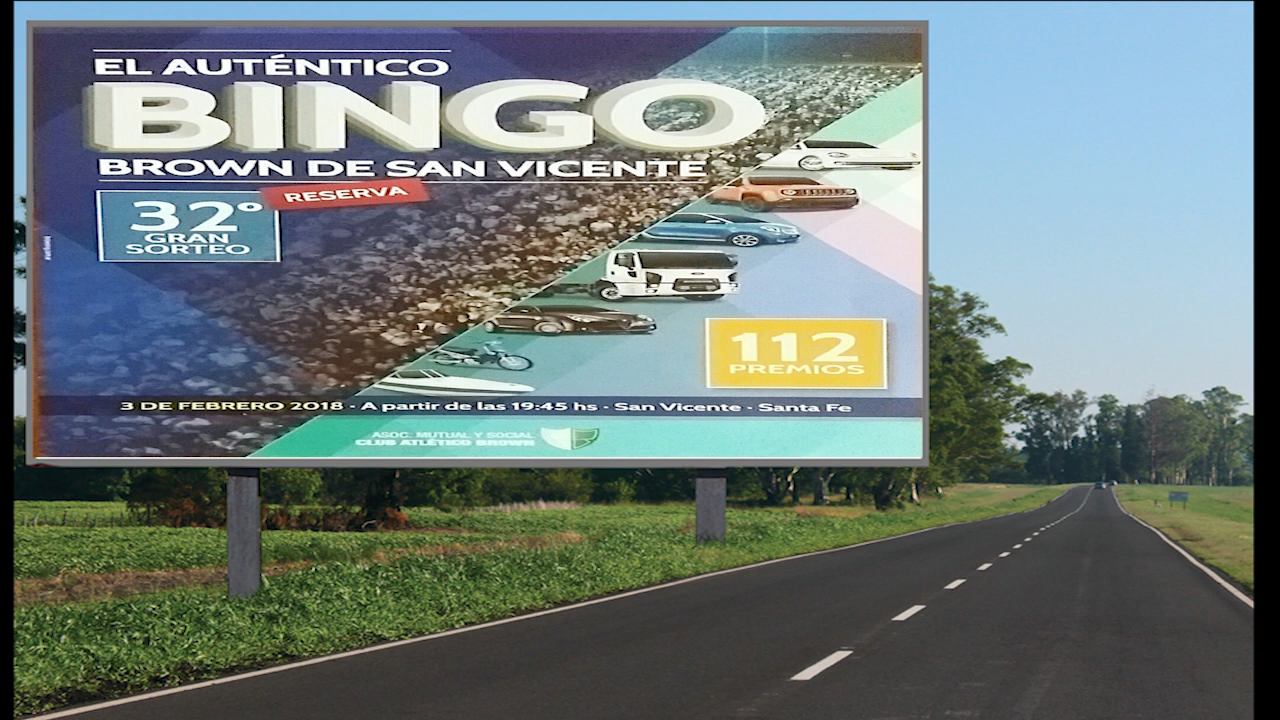 EL AUTÉNTICO
BINGO
BROWN DE SAN VICENTE
RESERVA
32º
GRAN
SORTEO
112
PREMIOS
3 DE FEBRERO 2018 - A partir de las 19:45 hs - San Vicente - Santa Fe
ASOC. MUTUAL Y SOCIAL
CLUB ATLÉTICO BROWN